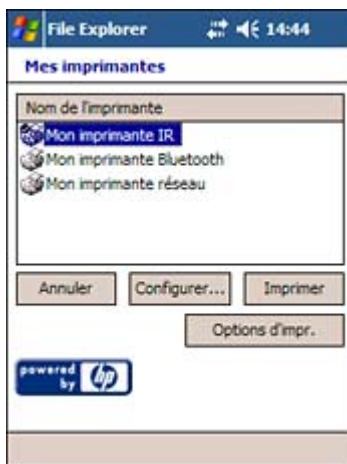 File Explorer 14:44
Mes imprimantes
Nom de l'imprimante
Mon imprimante IR
Mon imprimante Bluetooth
Mon imprimante réseau
Annuler Configurer... Imprimer
Options d'impr.
powered by hp